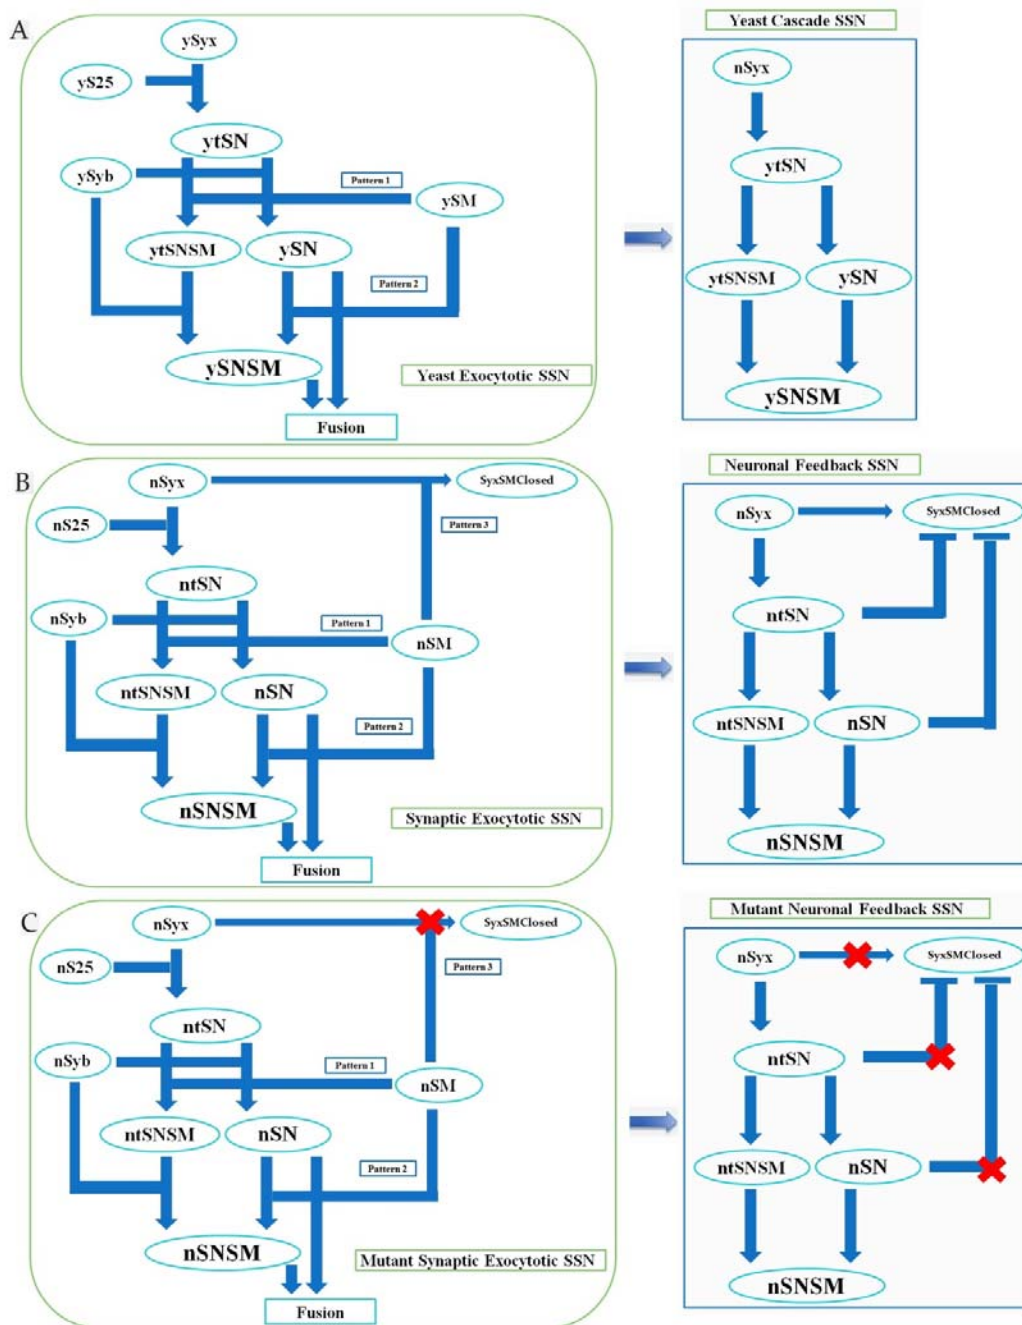 A
ySyx
yS25
ytSN
ySyb
Pattern 1
ySM
ytSNSM
ySN
Pattern 2
ySNSM
Yeast Exocytotic SSN
Fusion
Yeast Cascade SSN
nSyx
ytSN
ytSNSM
ySN
ySNSM
B
nSyx
SyxSMClosed
nS25
Pattern 3
ntSN
nSyb
Pattern 1
nSM
ntSNSM
nSN
Pattern 2
nSNSM
Synaptic Exocytotic SSN
Fusion
Neuronal Feedback SSN
nSyx
SyxSMClosed
ntSN
ntSNSM
nSN
nSNSM
C
nSyx
SyxSMClosed
nS25
Pattern 3
ntSN
nSyb
Pattern 1
nSM
ntSNSM
nSN
Pattern 2
nSNSM
Mutant Synaptic Exocytotic SSN
Fusion
Mutant Neuronal Feedback SSN
nSyx
SyxSMClosed
ntSN
ntSNSM
nSN
nSNSM